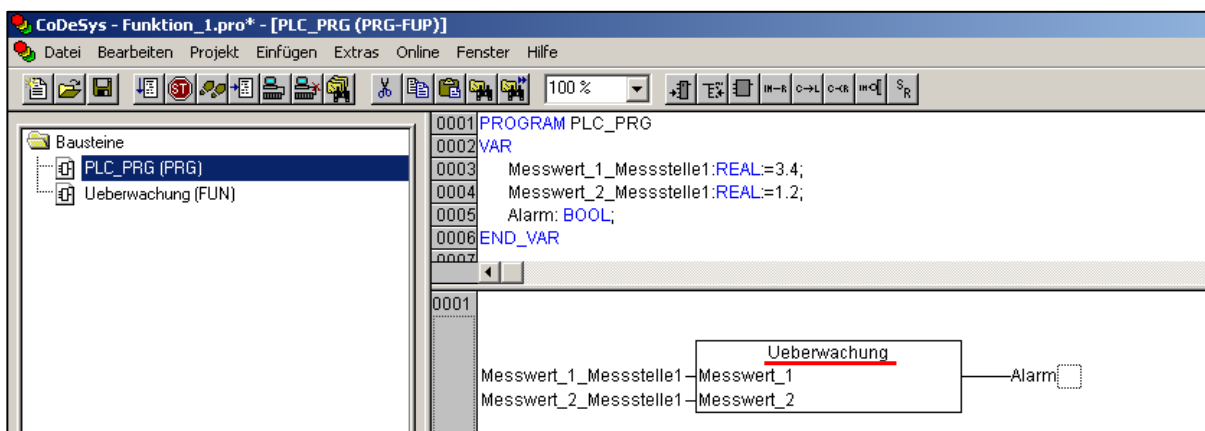 CoDeSys - Funktion_1.pro* - [PLC_PRG (PRG-FUP)]
Datei Bearbeiten Projekt Einfügen Extras Online Fenster Hilfe
100 %
Bausteine
PLC_PRG (PRG)
Ueberwachung (FUN)
0001 PROGRAM PLC_PRG
0002 VAR
0003 Messwert_1_Messstelle1:REAL:=3.4;
0004 Messwert_2_Messstelle1:REAL:=1.2;
0005 Alarm: BOOL;
0006 END_VAR
0007
0001
Ueberwachung
Messwert_1_Messstelle1 Messwert_1 Alarm
Messwert_2_Messstelle1 Messwert_2